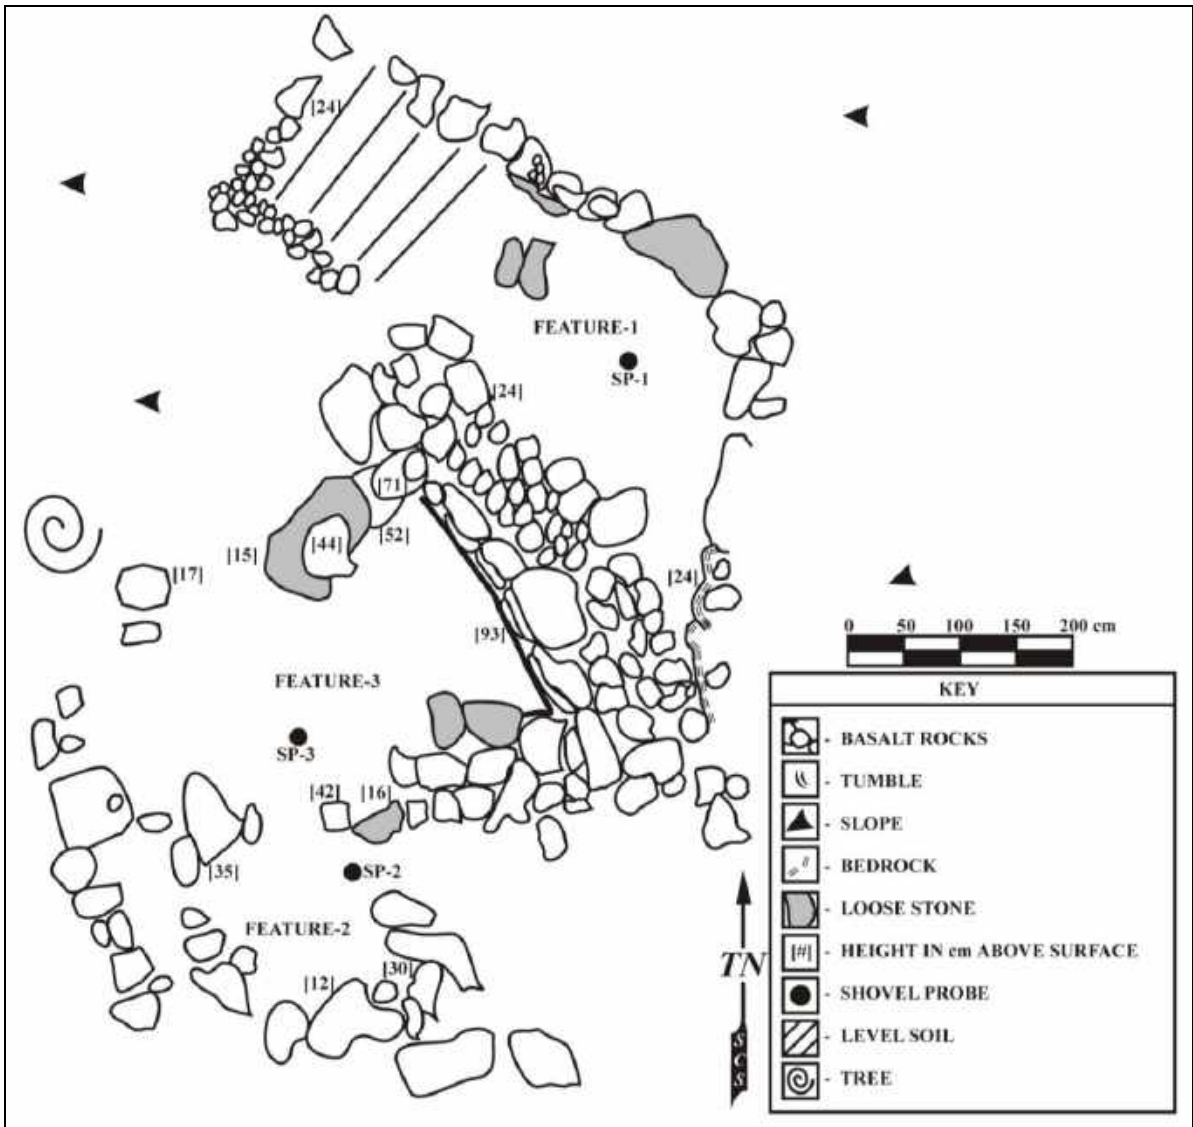 [24]
FEATURE-1
SP-1
[24]
[71]
[52]
[15]
[44]
[17]
[24]
[93]
0 50 100 150 200 cm
FEATURE-3
SP-3
[42]
[16]
[35]
SP-2
FEATURE-2
[30]
[12]
TN
SCS
KEY
- BASALT ROCKS
- TUMBLE
- SLOPE
- BEDROCK
- LOOSE STONE
[#] - HEIGHT IN cm ABOVE SURFACE
- SHOVEL PROBE
- LEVEL SOIL
- TREE